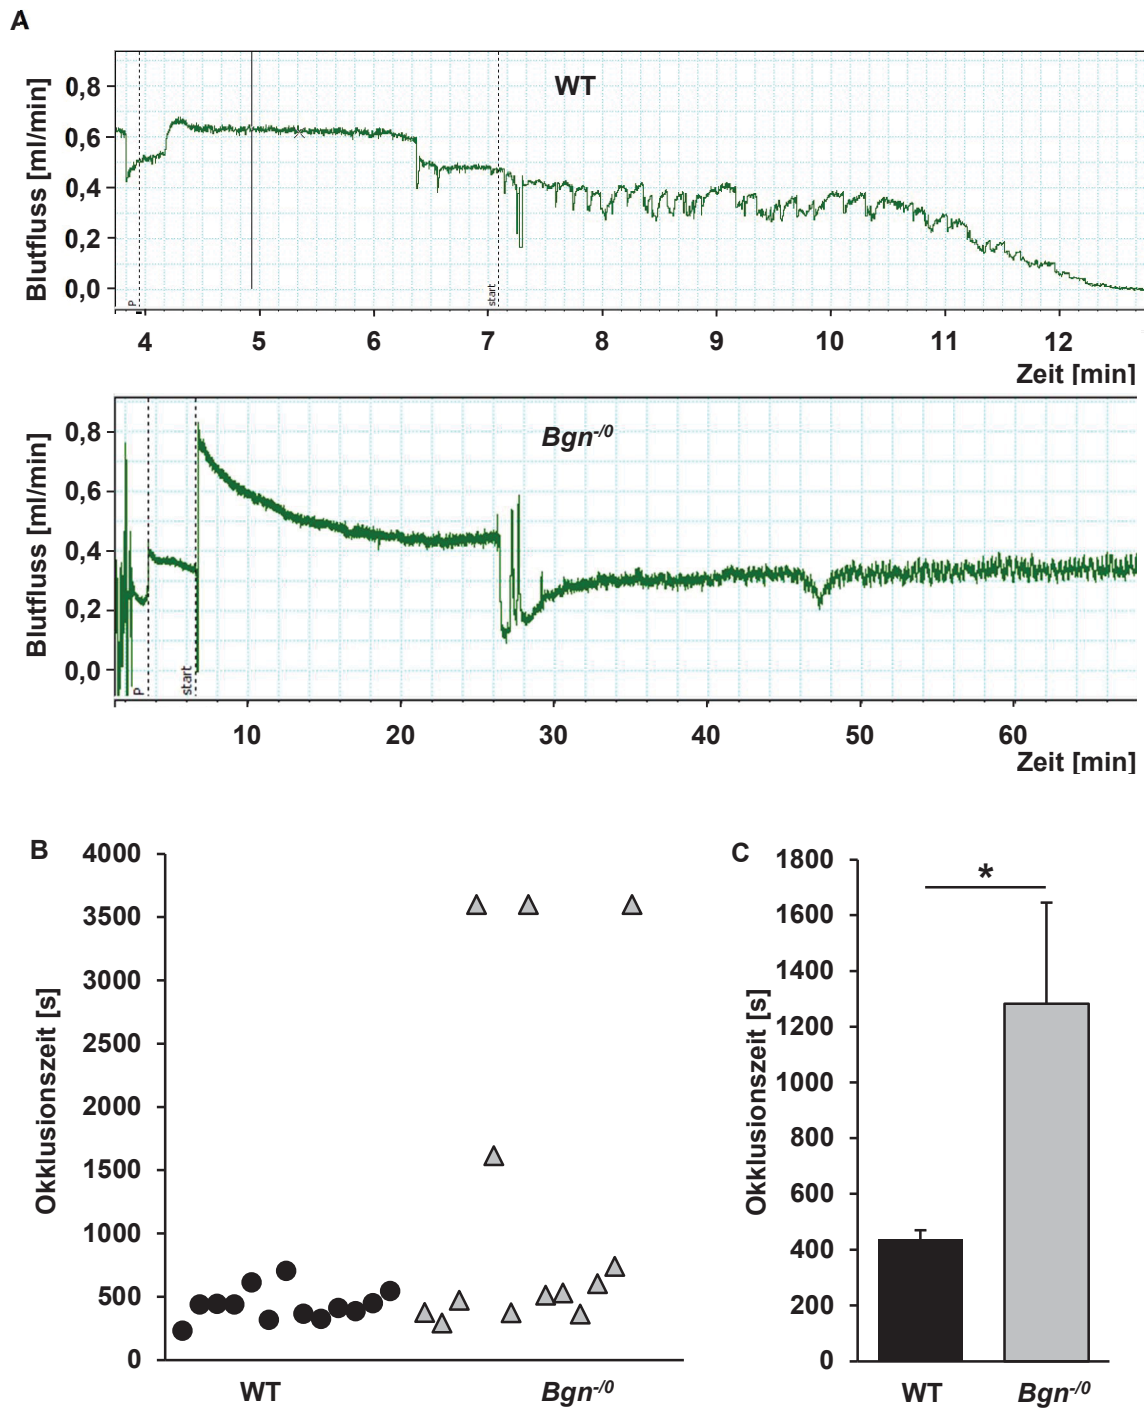 A
WT
Blutfluss [ml/min]
0,8
0,6
0,4
0,2
0,0
P
start
4 5 6 7 8 9 10 11 12
Zeit [min]
Bgn-/0
Blutfluss [ml/min]
0,8
0,6
0,4
0,2
0,0
P
start
10 20 30 40 50 60
Zeit [min]
B
Okklusionszeit [s]
4000
3500
3000
2500
2000
1500
1000
500
0
WT Bgn-/0
C
Okklusionszeit [s]
1800
1600
1400
1200
1000
800
600
400
200
0
*
WT Bgn-/0